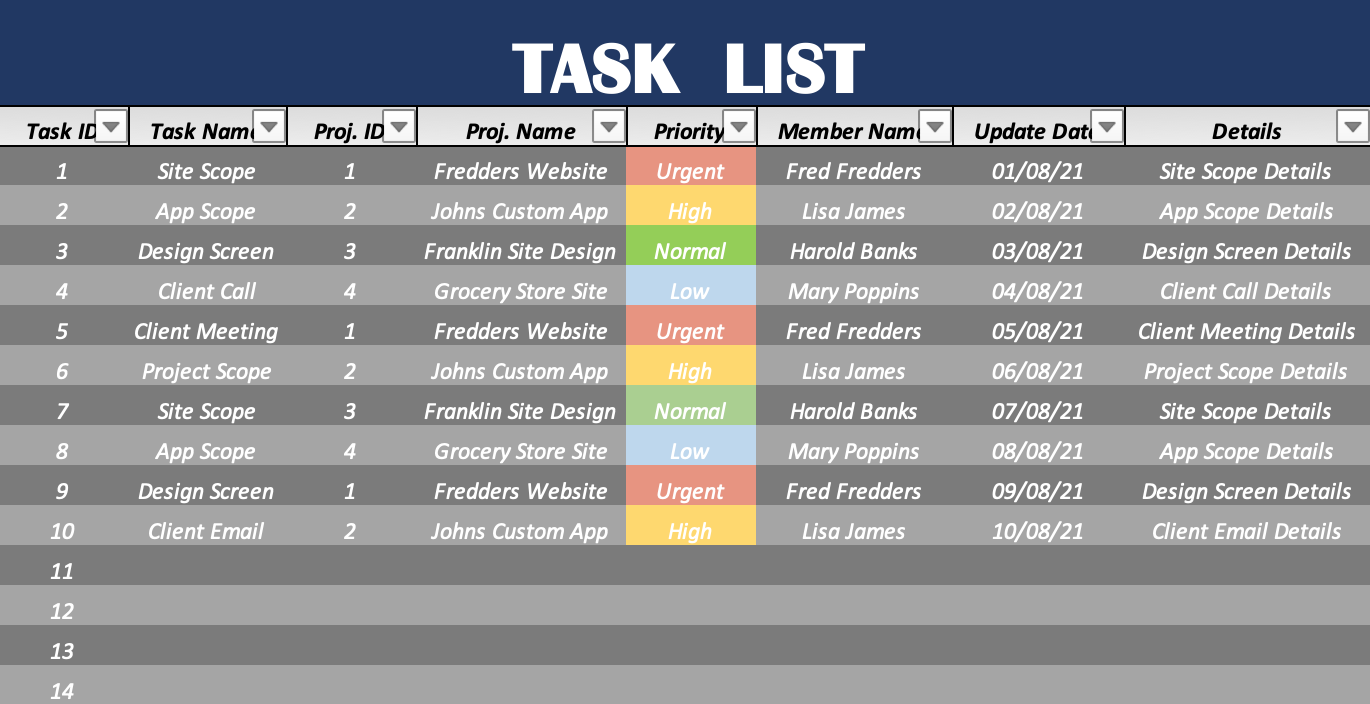 TASK LIST
Task ID Task Name Proj. ID Proj. Name Priority Member Name Update Date Details
1 Site Scope 1 Fredders Website Urgent Fred Fredders 01/08/21 Site Scope Details
2 App Scope 2 Johns Custom App High Lisa James 02/08/21 App Scope Details
3 Design Screen 3 Franklin Site Design Normal Harold Banks 03/08/21 Design Screen Details
4 Client Call 4 Grocery Store Site Low Mary Poppins 04/08/21 Client Call Details
5 Client Meeting 1 Fredders Website Urgent Fred Fredders 05/08/21 Client Meeting Details
6 Project Scope 2 Johns Custom App High Lisa James 06/08/21 Project Scope Details
7 Site Scope 3 Franklin Site Design Normal Harold Banks 07/08/21 Site Scope Details
8 App Scope 4 Grocery Store Site Low Mary Poppins 08/08/21 App Scope Details
9 Design Screen 1 Fredders Website Urgent Fred Fredders 09/08/21 Design Screen Details
10 Client Email 2 Johns Custom App High Lisa James 10/08/21 Client Email Details
11
12
13
14